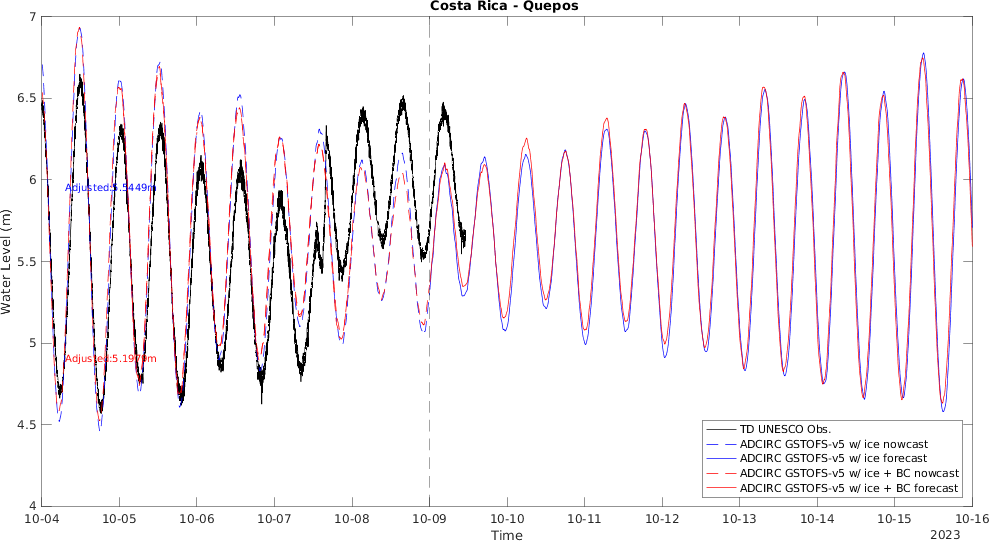 Costa Rica - Quepos
7
6.5
6
5.5
5
4.5
4
Water Level (m)
Adjusted:5.5449m
TD UNESCO Obs.
ADCIRC GSTOFS-v5 w/ ice nowcast
ADCIRC GSTOFS-v5 w/ ice forecast
ADCIRC GSTOFS-v5 w/ ice + BC nowcast
ADCIRC GSTOFS-v5 w/ ice + BC forecast
10-04 10-05 10-06 10-07 10-08 10-09 10-10 10-11 10-12 10-13 10-14 10-15 10-16
Time
2023